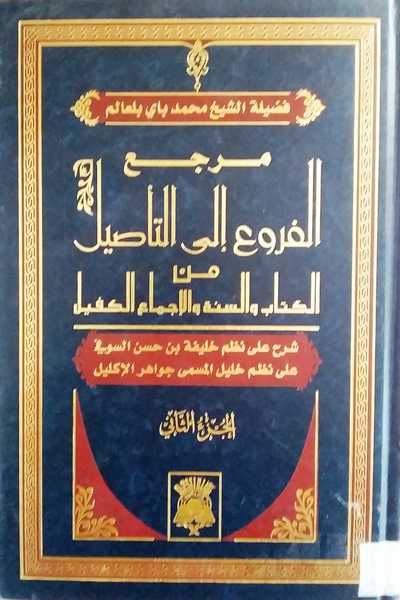 فضيلة الشيخ محمد باي بلعالم
مرجع
الفروع إلى التأصيل
من
الكتاب والسنة والإجماع الكفيل
شرح على نظم خليفة بن حسن السوفي
على نظم خليل المسمى جواهر الإكليل
الجزء الثاني